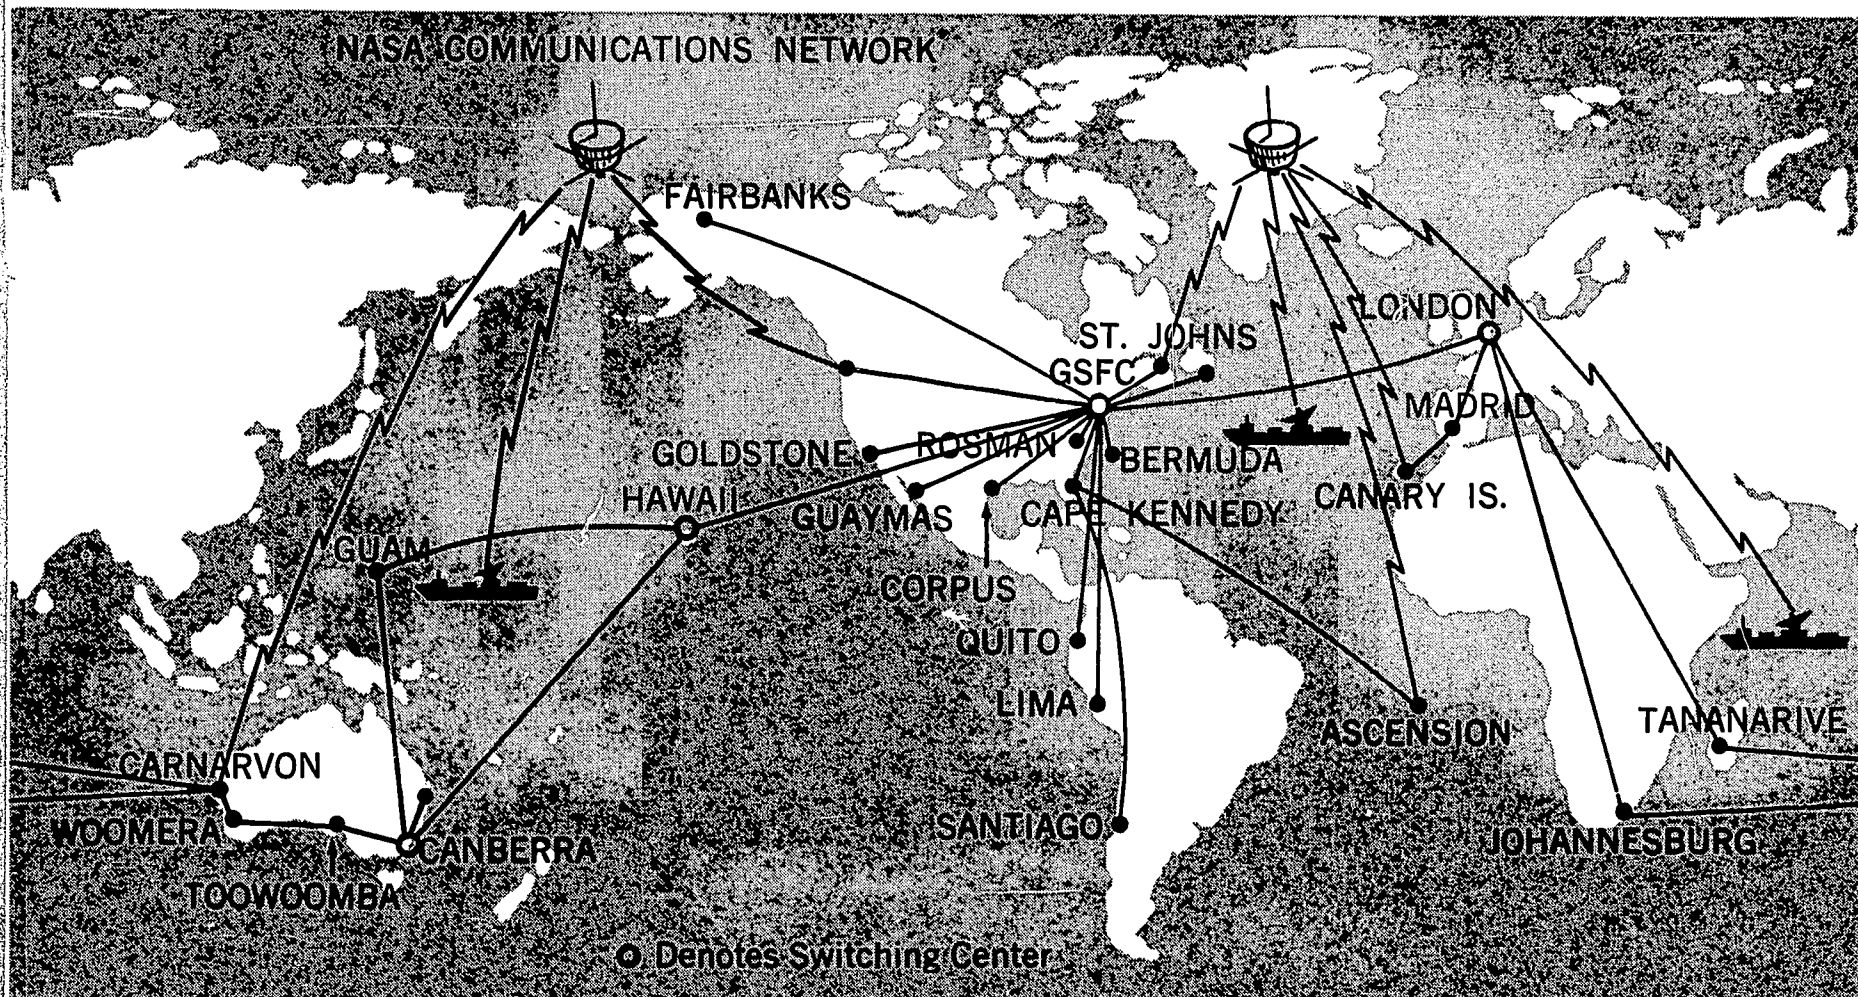 NASA COMMUNICATIONS NETWORK
FAIRBANKS
LONDON
ST. JOHNS
GSFC
MADRID
GOLDSTONE
ROSMAN
BERMUDA
HAWAII
GUAYMAS
CAPE KENNEDY
CANARY IS.
GUAM
CORPUS
QUITO
LIMA
ASCENSION
TANANARIVE
CARNARVON
WOOMERA
CANBERRA
SANTIAGO
JOHANNESBURG
TOOWOOMBA
Denotes Switching Center